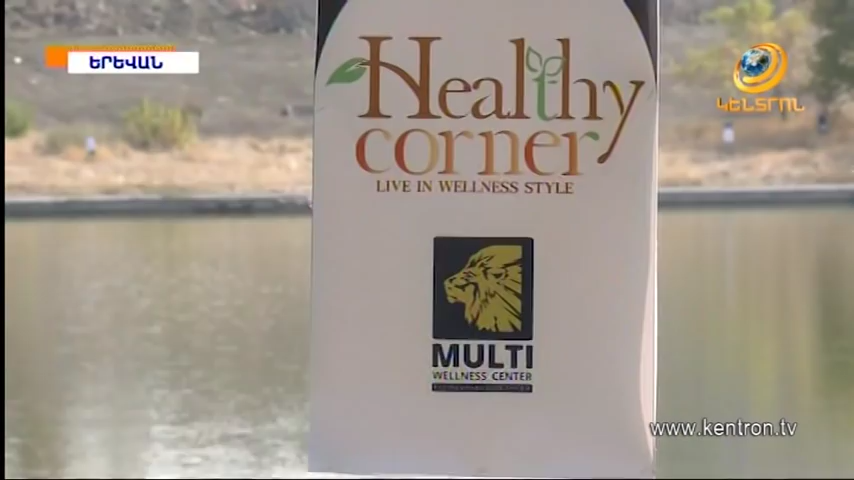 ԵՐԵՎԱՆ
ԿԵՆՏՐՈՆ
Healthy
corner
LIVE IN WELLNESS STYLE
MULTI
WELLNESS CENTER
www.kentron.tv